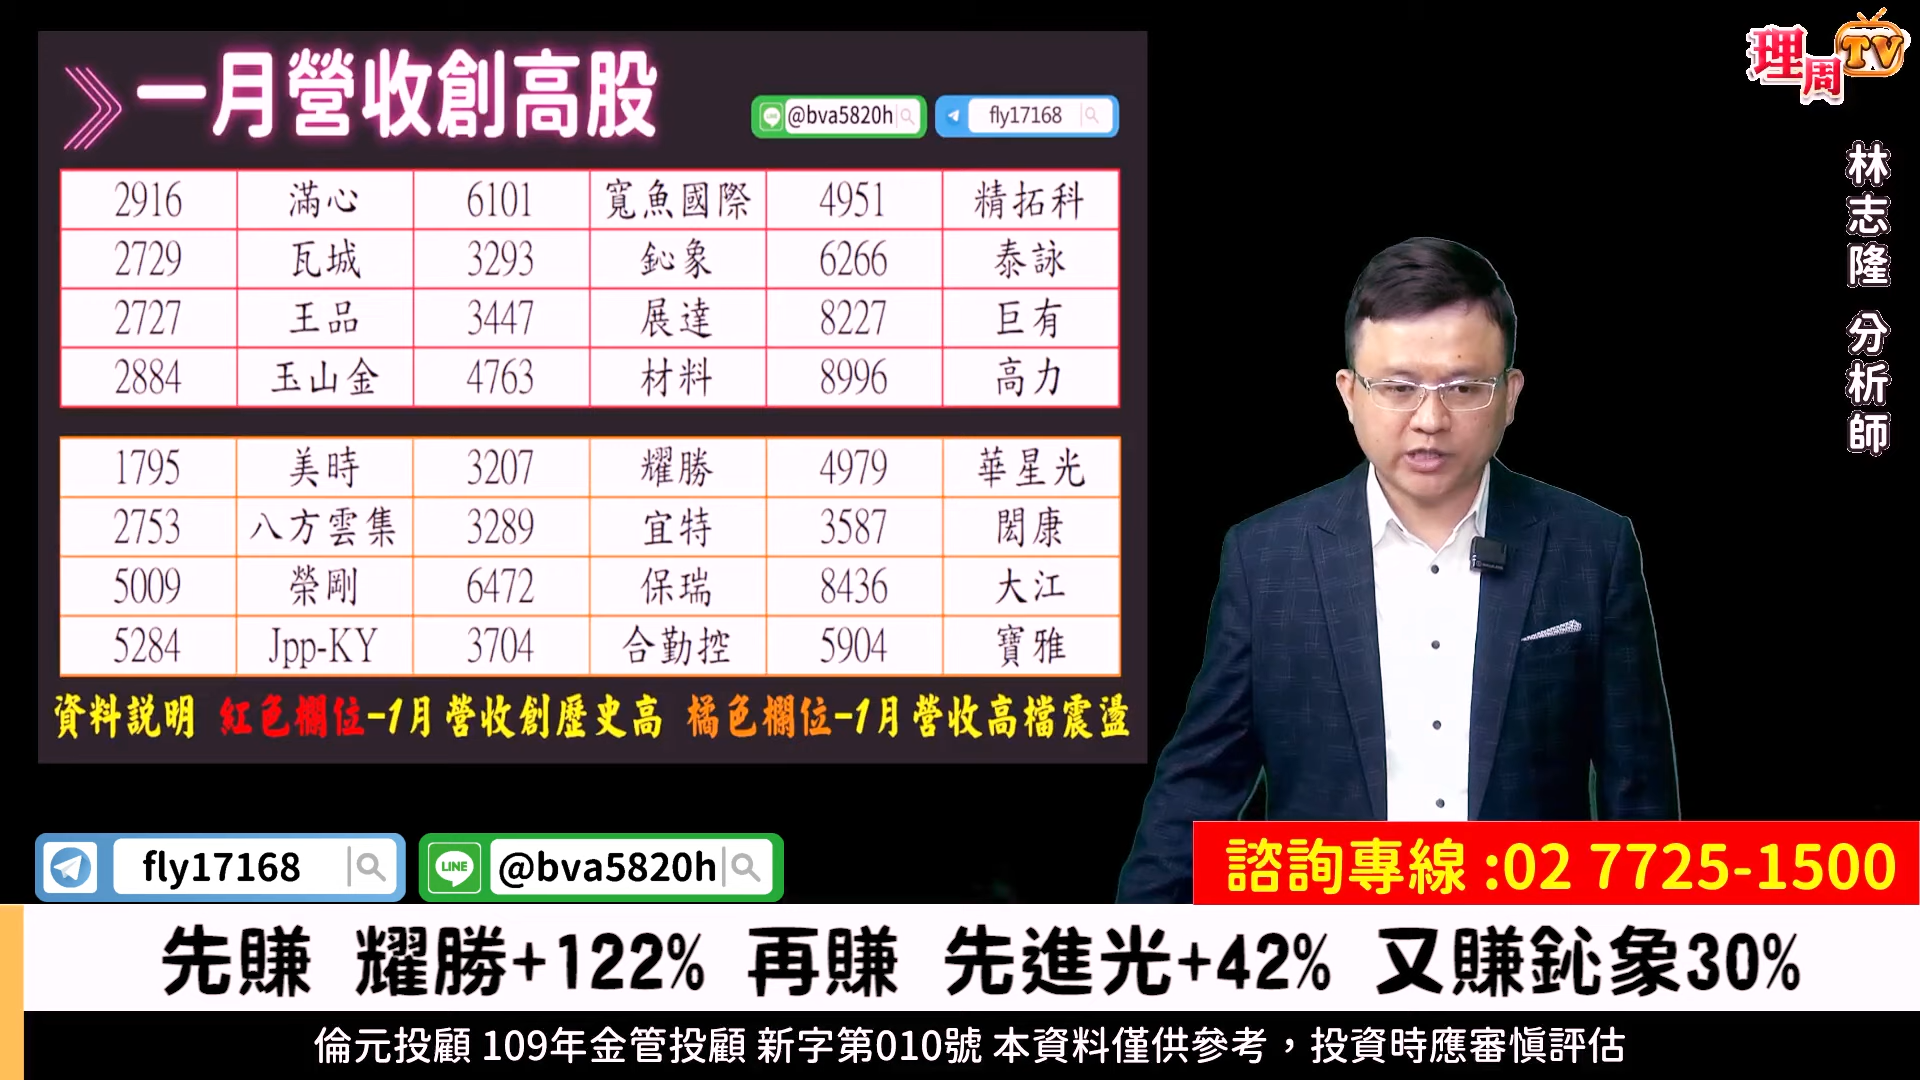 一月營收創高股
@bva5820h
fly17168
2916 滿心 6101 寬魚國際 4951 精拓科
2729 瓦城 3293 鈊象 6266 泰詠
2727 王品 3447 展達 8227 巨有
2884 玉山金 4763 材料 8996 高力
1795 美時 3207 耀勝 4979 華星光
2753 八方雲集 3289 宜特 3587 閎康
5009 榮剛 6472 保瑞 8436 大江
5284 Jpp-KY 3704 合勤控 5904 寶雅
資料説明 紅色欄位-1月營收創歷史高 橘色欄位-1月營收高檔震盪
理周TV
林志隆 分析師
fly17168
LINE
@bva5820h
諮詢專線:02 7725-1500
先賺 耀勝+122% 再賺 先進光+42% 又賺鈊象30%
倫元投顧 109年金管投顧 新字第010號 本資料僅供參考，投資時應審慎評估